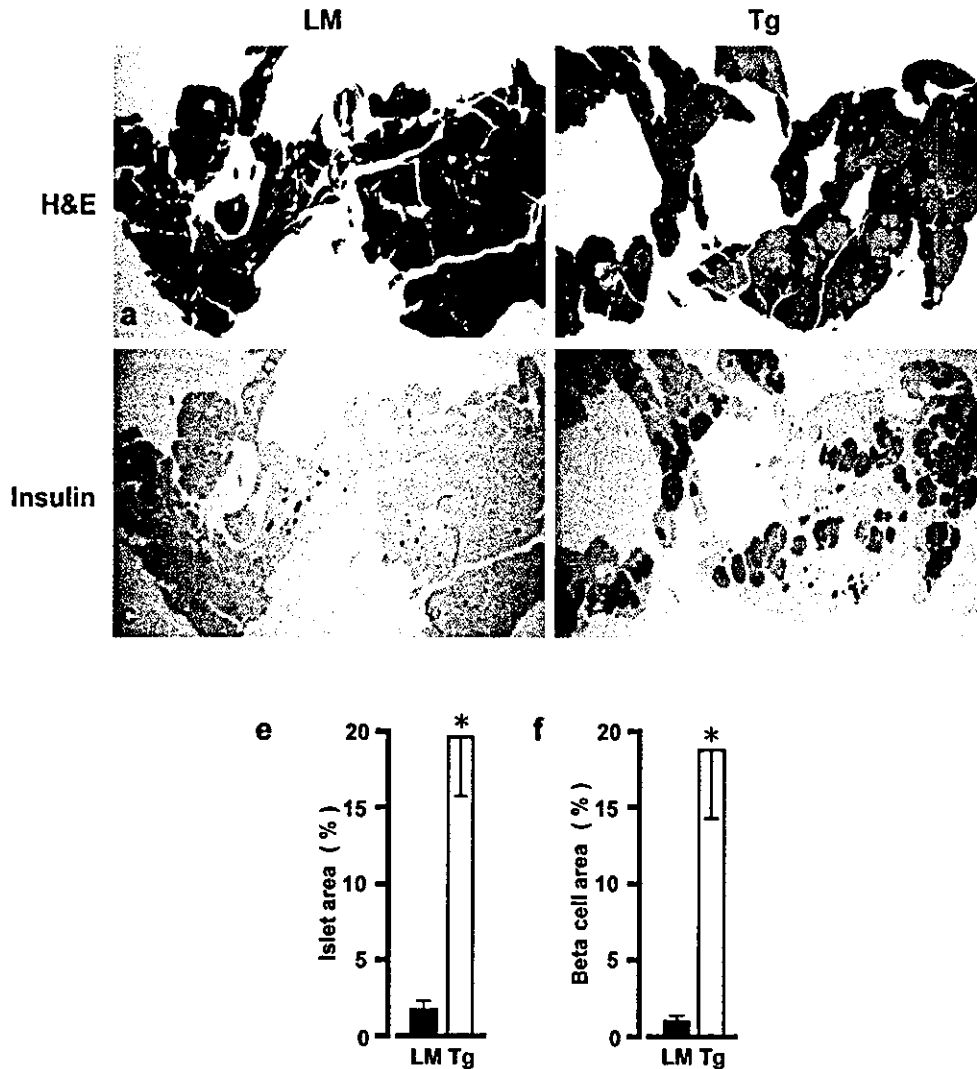 LM Tg
H&E
a
Insulin
e
20 *
15
10
5
0
Islet area ( % )
LM Tg
f
20 *
15
10
5
0
Beta cell area ( % )
LM Tg